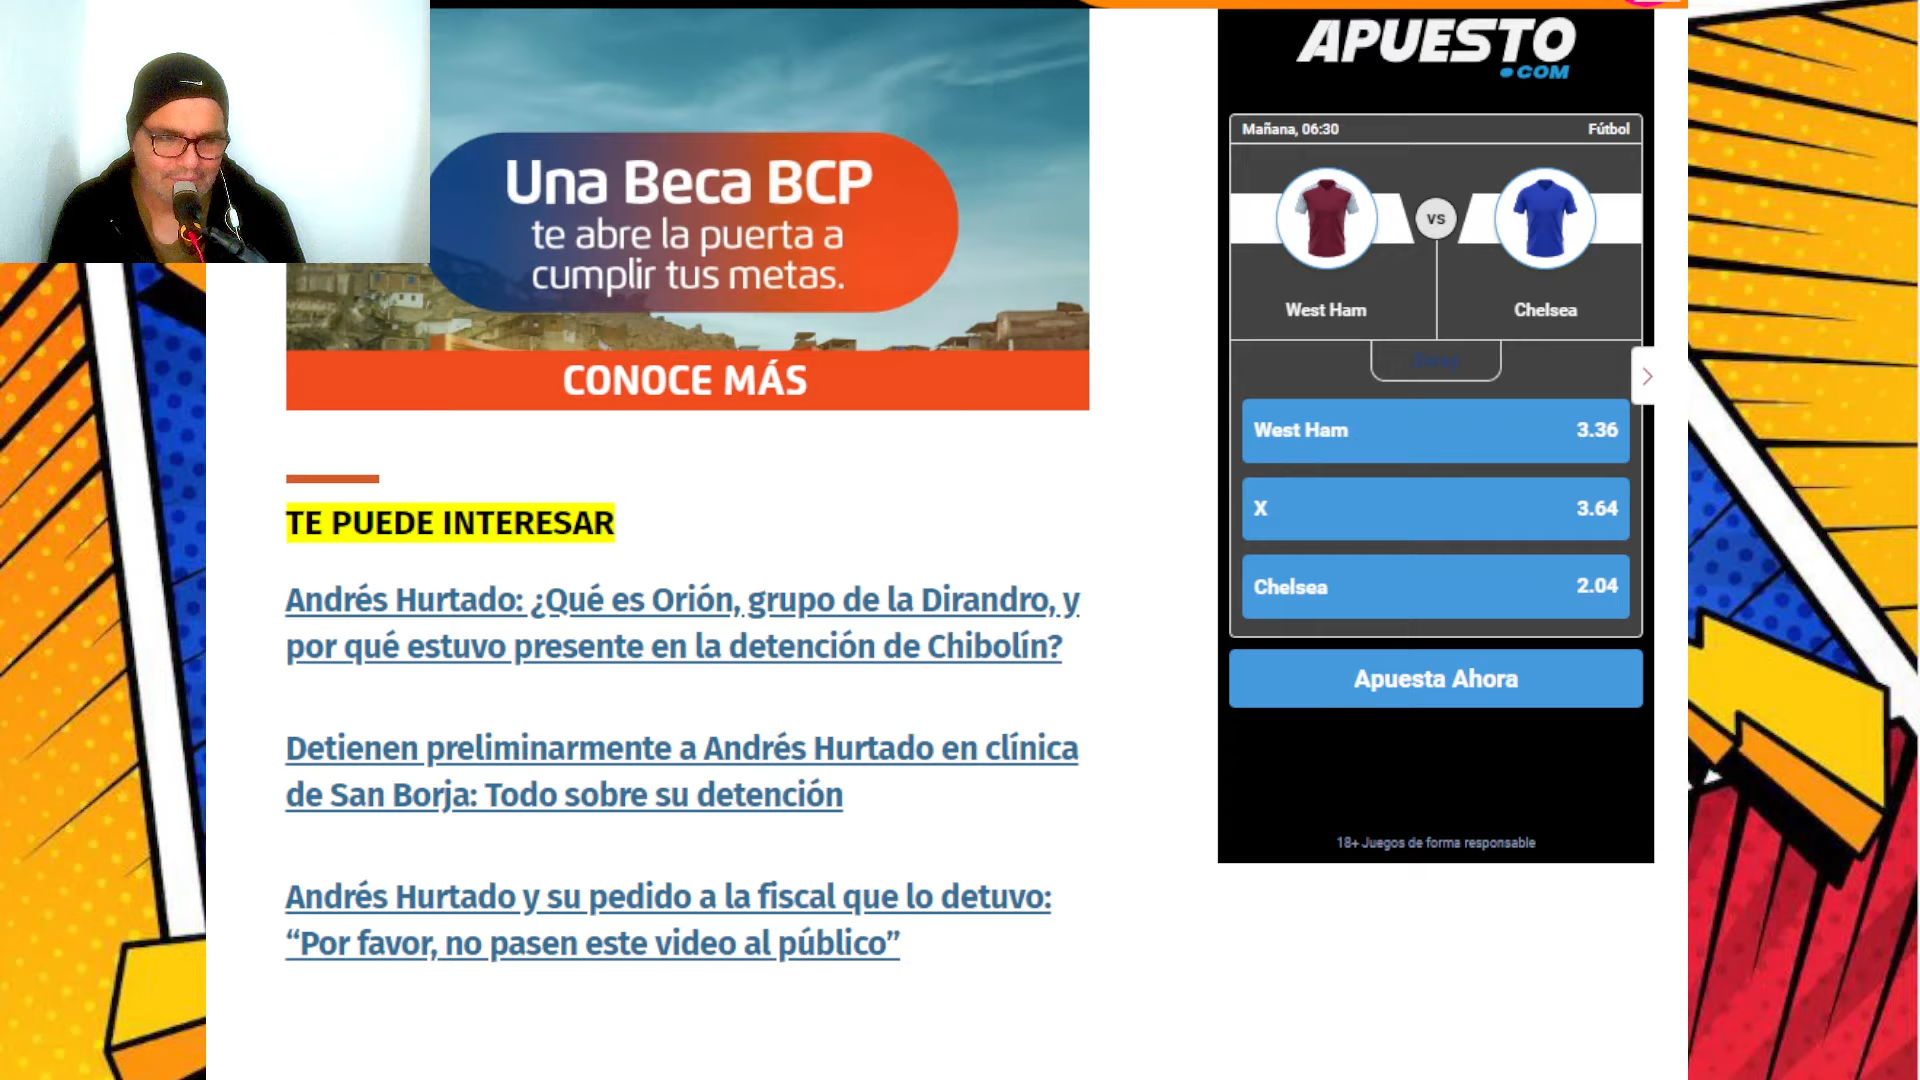 Una Beca BCP
te abre la puerta a
cumplir tus metas.
CONOCE MÁS
TE PUEDE INTERESAR
Andrés Hurtado: ¿Qué es Orión, grupo de la Dirandro, y
por qué estuvo presente en la detención de Chibolín?
Detienen preliminarmente a Andrés Hurtado en clínica
de San Borja: Todo sobre su detención
Andrés Hurtado y su pedido a la fiscal que lo detuvo:
“Por favor, no pasen este video al público”
APUESTO
.COM
Mañana, 06:30 Fútbol
VS
West Ham Chelsea
West Ham 3.36
X 3.64
Chelsea 2.04
Apuesta Ahora
18+ Juegos de forma responsable